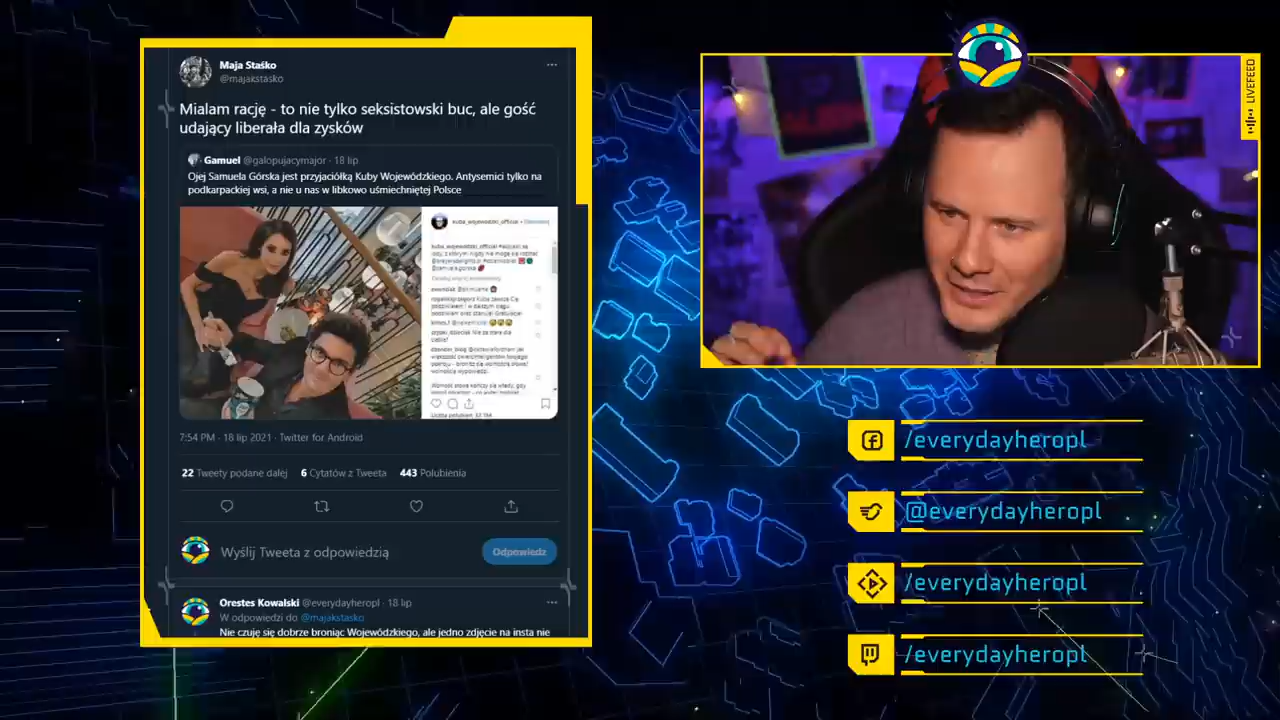 Maja Staśko
@majakstasko
Mialam rację - to nie tylko seksistowski buc, ale gość
udający liberała dla zysków
Gamuel @galopujacymajor · 18 lip
Ojej Samuela Górska jest przyjaciółką Kuby Wojewódzkiego. Antysemici tylko na
podkarpackiej wsi, a nie u nas w libkowo uśmiechniętej Polsce
kuba_wojewodzki_official
7:54 PM · 18 lip 2021 · Twitter for Android
22 Tweety podane dalej 6 Cytatów z Tweeta 443 Polubienia
Wyślij Tweeta z odpowiedzią
Odpowiedz
Orestes Kowalski @everydayheropl · 18 lip
W odpowiedzi do @majakstasko
Nie czuję się dobrze broniąc Wojewódzkiego, ale jedno zdjęcie na insta nie
LIVEFEED
/everydayheropl
@everydayheropl
/everydayheropl
/everydayheropl